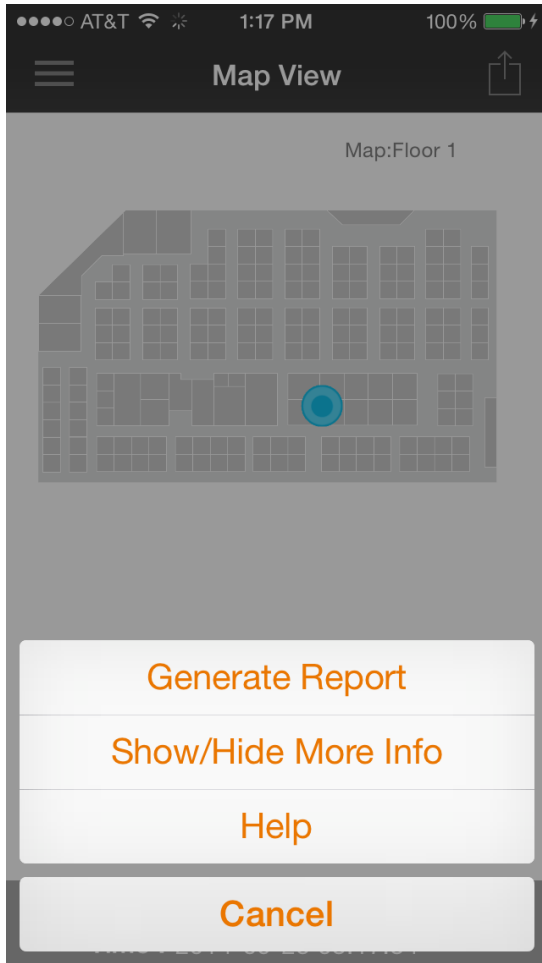 AT&T 1:17 PM 100%
Map View
Map:Floor 1
Generate Report
Show/Hide More Info
Help
Cancel